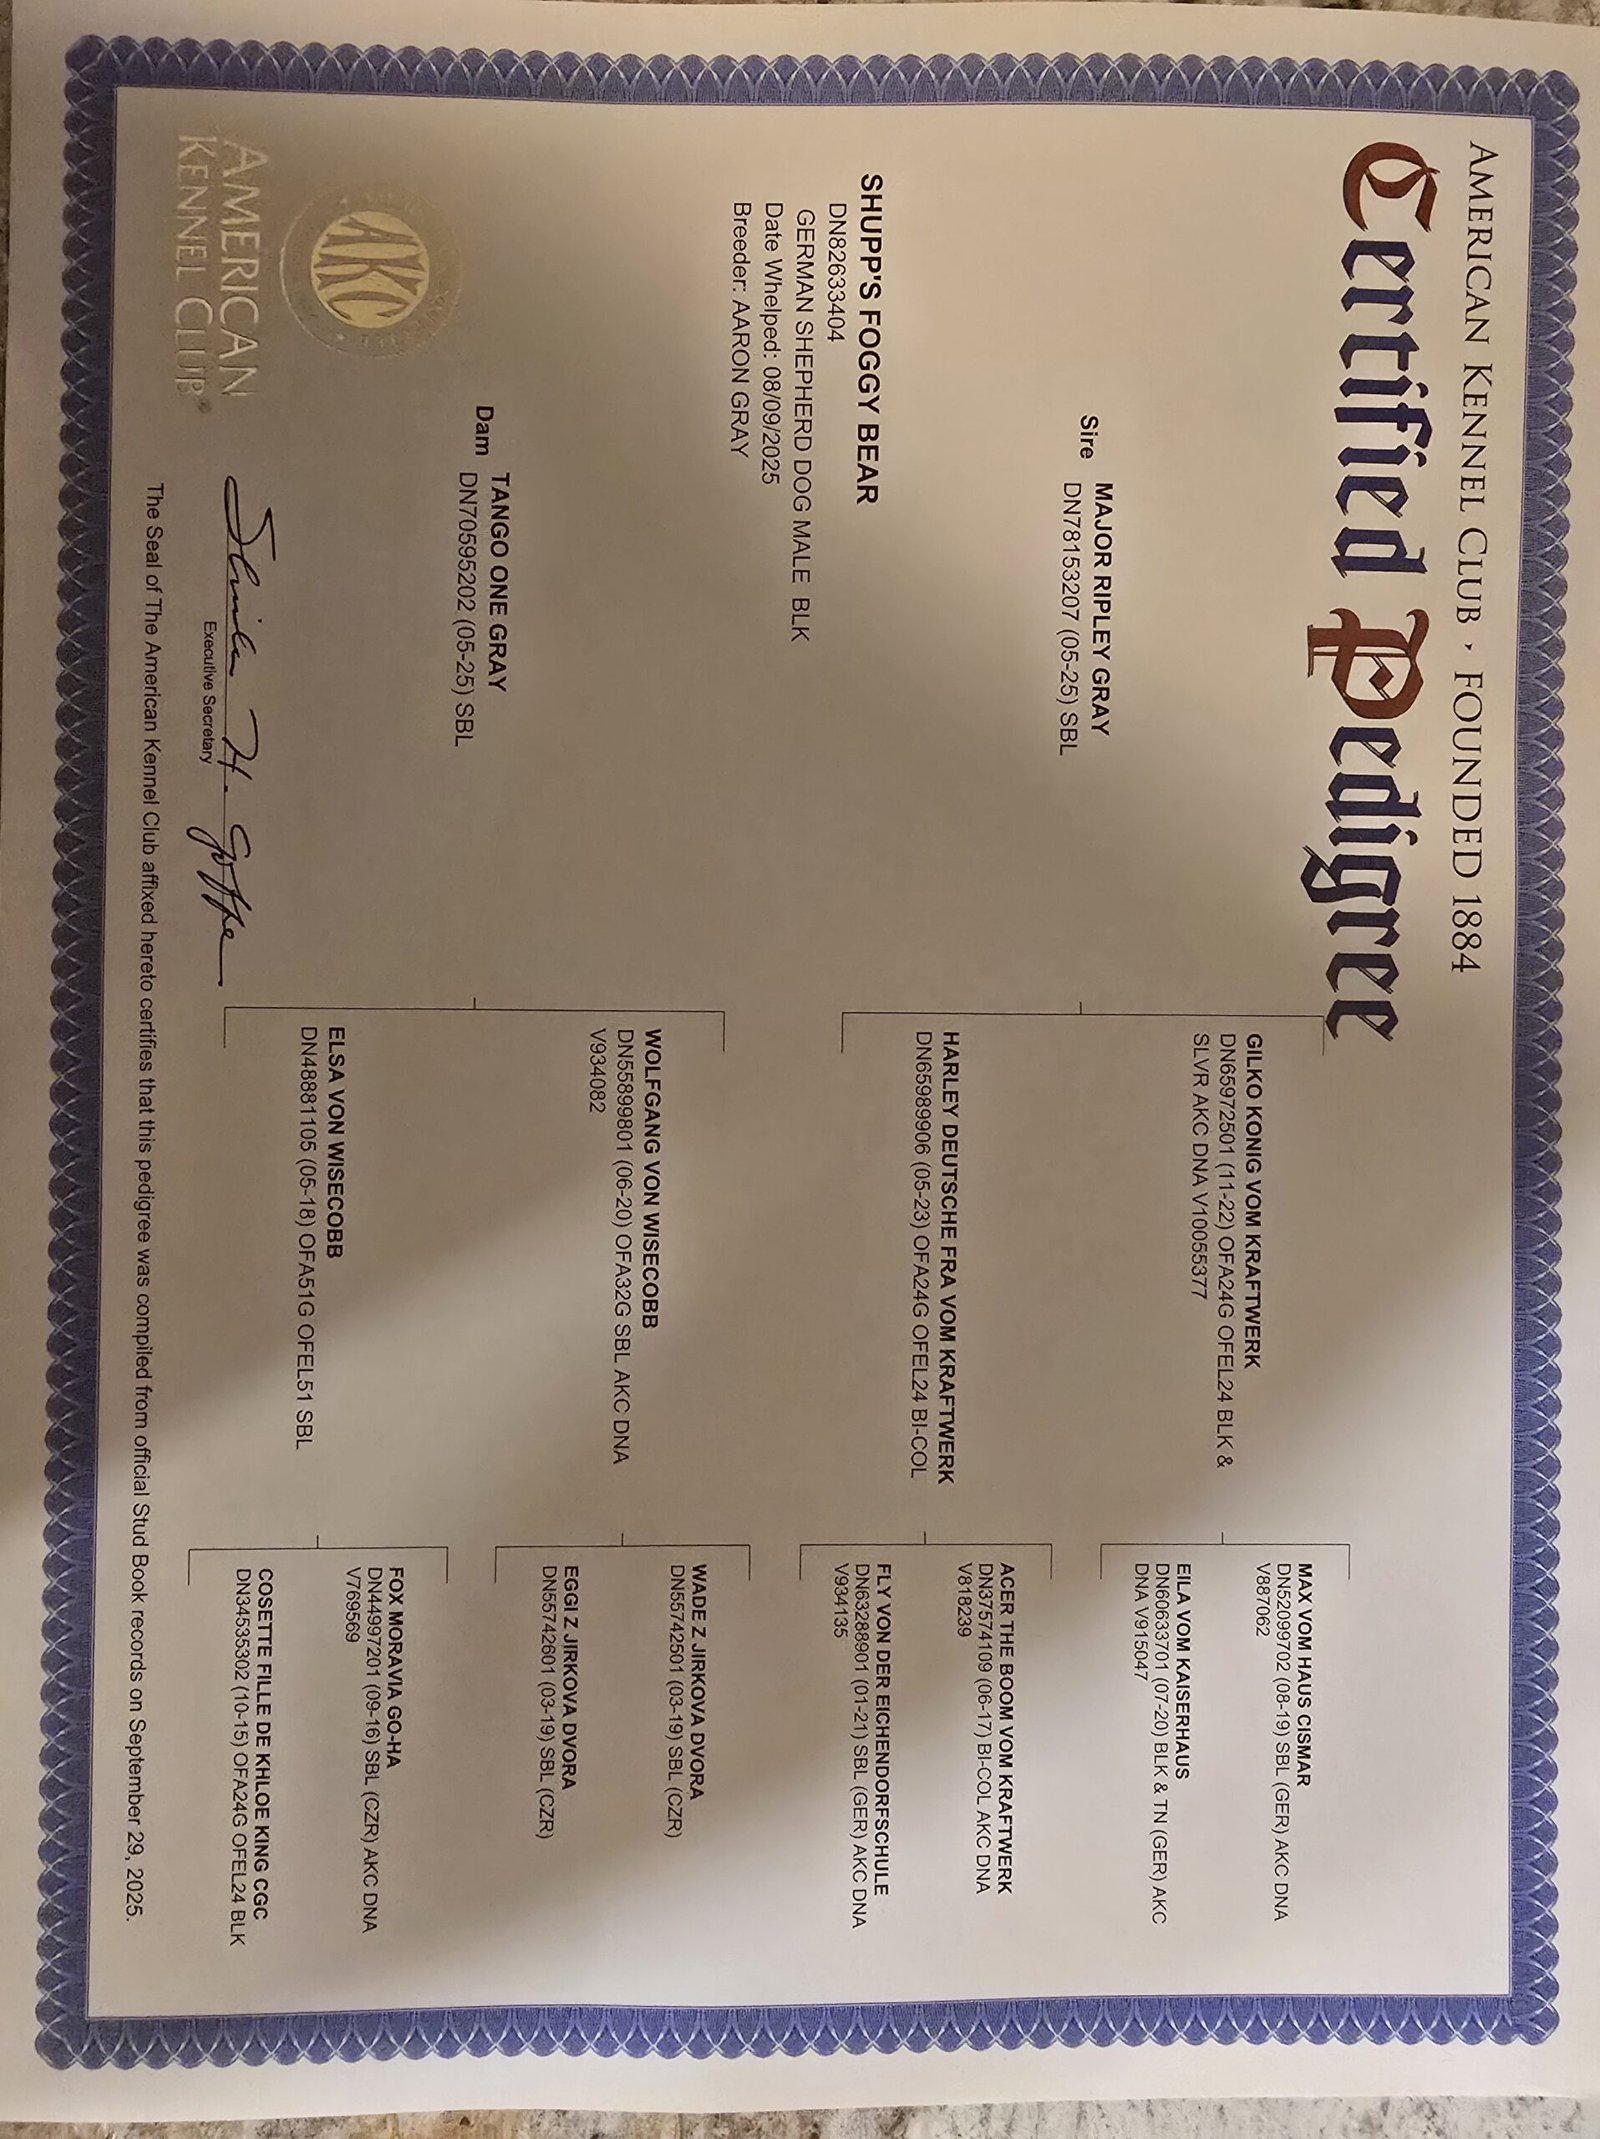 AMERICAN KENNEL CLUB · FOUNDED 1884
Certified Pedigree
Sire
MAJOR RIPLEY GRAY
DN78153207 (05-25) SBL
SHUPP'S FOGGY BEAR
DN82633404
GERMAN SHEPHERD DOG MALE BLK
Date Whelped: 08/09/2025
Breeder: AARON GRAY
Dam
TANGO ONE GRAY
DN70595202 (05-25) SBL
GILKO KONIG VOM KRAFTWERK
DN65972501 (11-22) OFA24G OFEL24 BLK &
SLVR AKC DNA V10055377
HARLEY DEUTSCHE FRA VOM KRAFTWERK
DN65989906 (05-23) OFA24G OFEL24 BI-COL
WOLFGANG VON WISECOBB
DN55899801 (06-20) OFA32G SBL AKC DNA
V934082
ELSA VON WISECOBB
DN48881105 (05-18) OFA51G OFEL51 SBL
MAX VOM HAUS CISMAR
DN52099702 (08-19) SBL (GER) AKC DNA
V887062
EILA VOM KAISERHAUS
DN60633701 (07-20) BLK & TN (GER) AKC
DNA V915047
ACER THE BOOM VOM KRAFTWERK
DN37574109 (06-17) BI-COL AKC DNA
V818239
FLY VON DER EICHENDORFSCHULE
DN63288901 (01-21) SBL (GER) AKC DNA
V934135
WADE Z JIRKOVA DVORA
DN55742501 (03-19) SBL (CZR)
EGGI Z JIRKOVA DVORA
DN55742601 (03-19) SBL (CZR)
FOX MORAVIA GO-HA
DN44997201 (09-16) SBL (CZR) AKC DNA
V769569
COSETTE FILLE DE KHLOE KING CGC
DN34535302 (10-15) OFA24G OFEL24 BLK
AKC
AMERICAN
KENNEL CLUB®
Executive Secretary
The Seal of The American Kennel Club affixed hereto certifies that this pedigree was compiled from official Stud Book records on September 29, 2025.